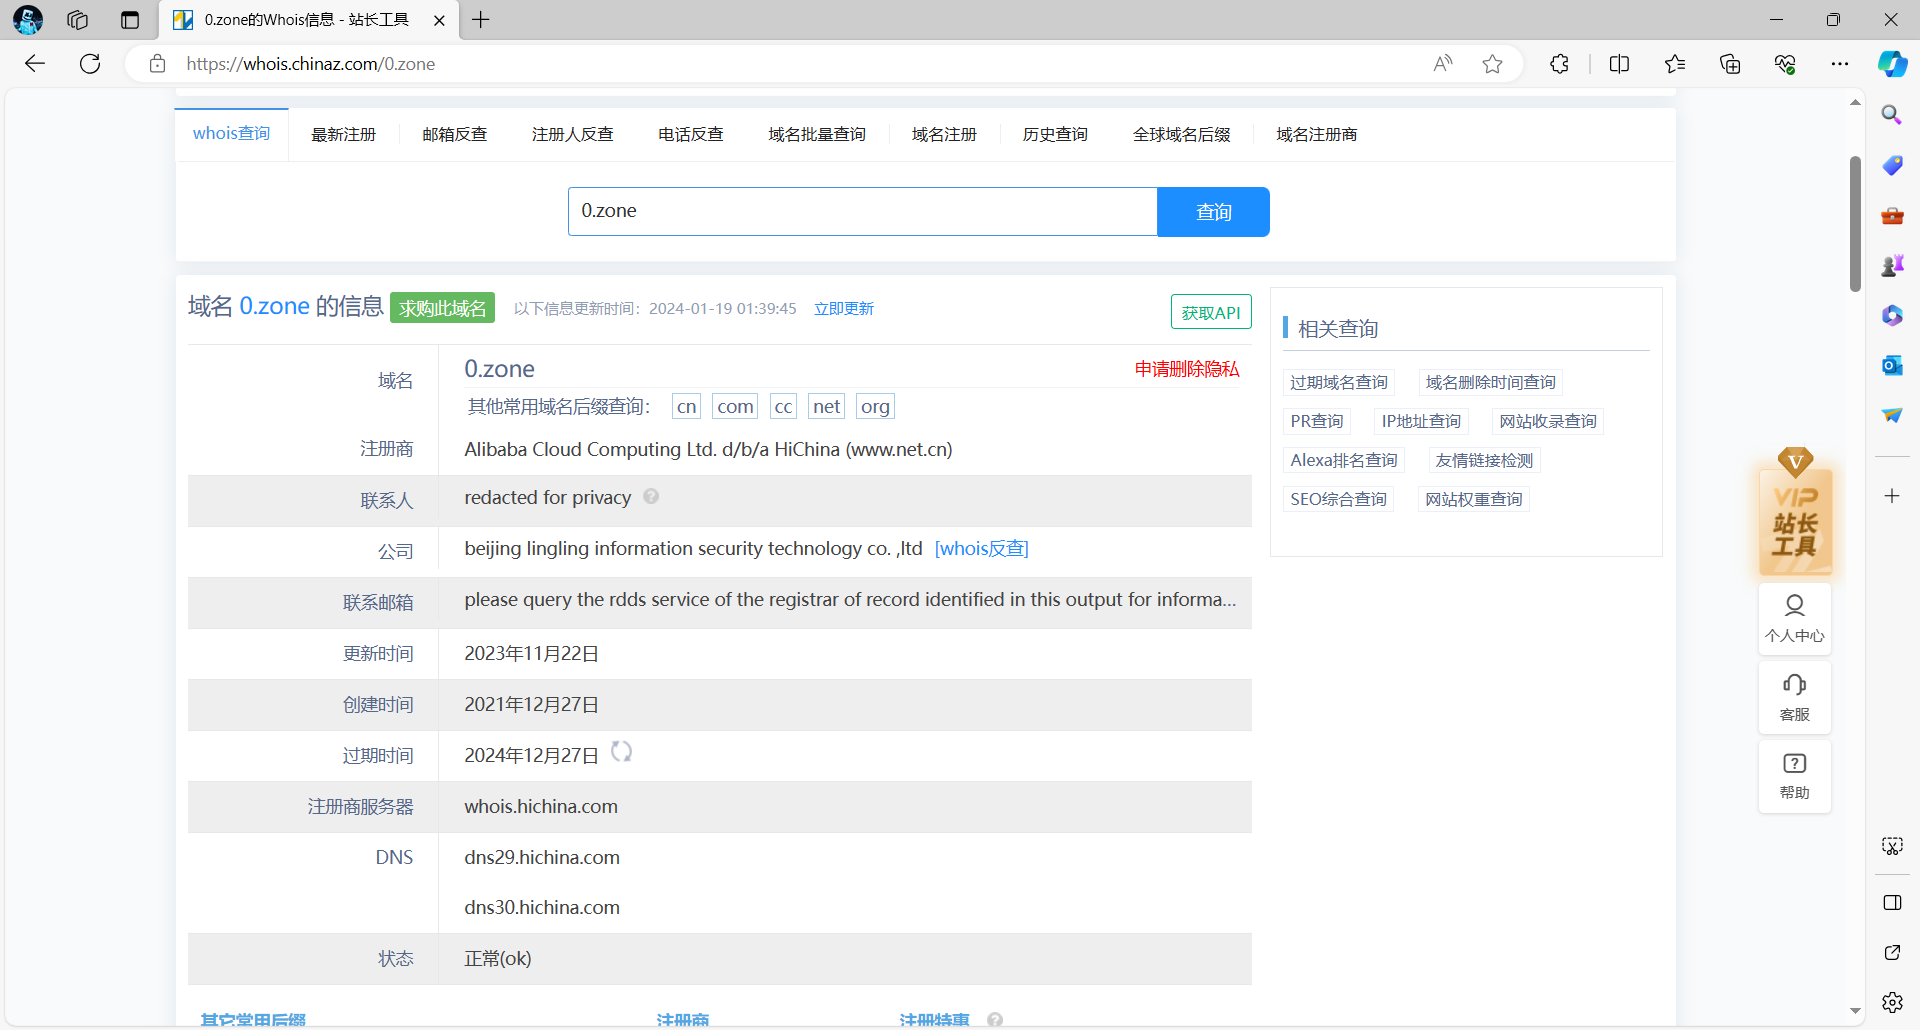 0.zone的Whois信息 - 站长工具
https://whois.chinaz.com/0.zone
whois查询 最新注册 邮箱反查 注册人反查 电话反查 域名批量查询 域名注册 历史查询 全球域名后缀 域名注册商
0.zone 查询
域名 0.zone 的信息 求购此域名 以下信息更新时间：2024-01-19 01:39:45 立即更新 获取API
域名 0.zone 申请删除隐私
其他常用域名后缀查询： cn com cc net org
注册商 Alibaba Cloud Computing Ltd. d/b/a HiChina (www.net.cn)
联系人 redacted for privacy ?
公司 beijing lingling information security technology co. ,ltd [whois反查]
联系邮箱 please query the rdds service of the registrar of record identified in this output for informa...
更新时间 2023年11月22日
创建时间 2021年12月27日
过期时间 2024年12月27日
注册商服务器 whois.hichina.com
DNS dns29.hichina.com
dns30.hichina.com
状态 正常(ok)
其它常用后缀 注册商 注册特惠 ?
相关查询
过期域名查询 域名删除时间查询
PR查询 IP地址查询 网站收录查询
Alexa排名查询 友情链接检测
SEO综合查询 网站权重查询
V
VIP
站长
工具
个人中心
客服
帮助